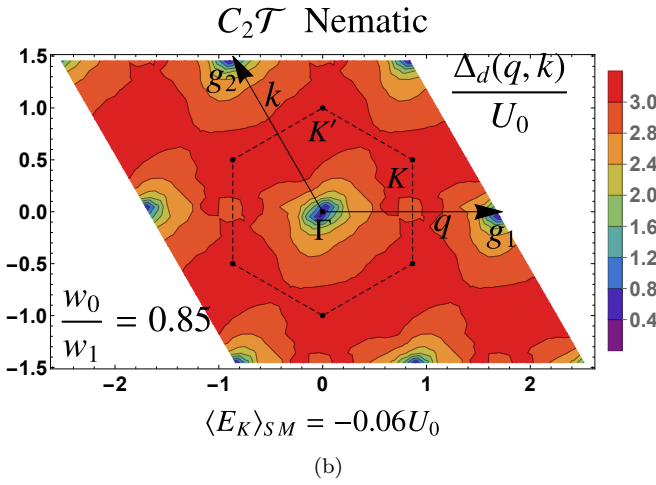 C₂𝒯 Nematic
Δ_d(q, k)
U₀
1.5
1.0
0.5
0.0
−0.5
−1.0
−1.5
g₂
k
K′
K
Γ
q
g₁
w₀
w₁
= 0.85
3.0
2.8
2.4
2.0
1.6
1.2
0.8
0.4
−2
−1
0
1
2
⟨E_K⟩_SM = −0.06U₀
(b)